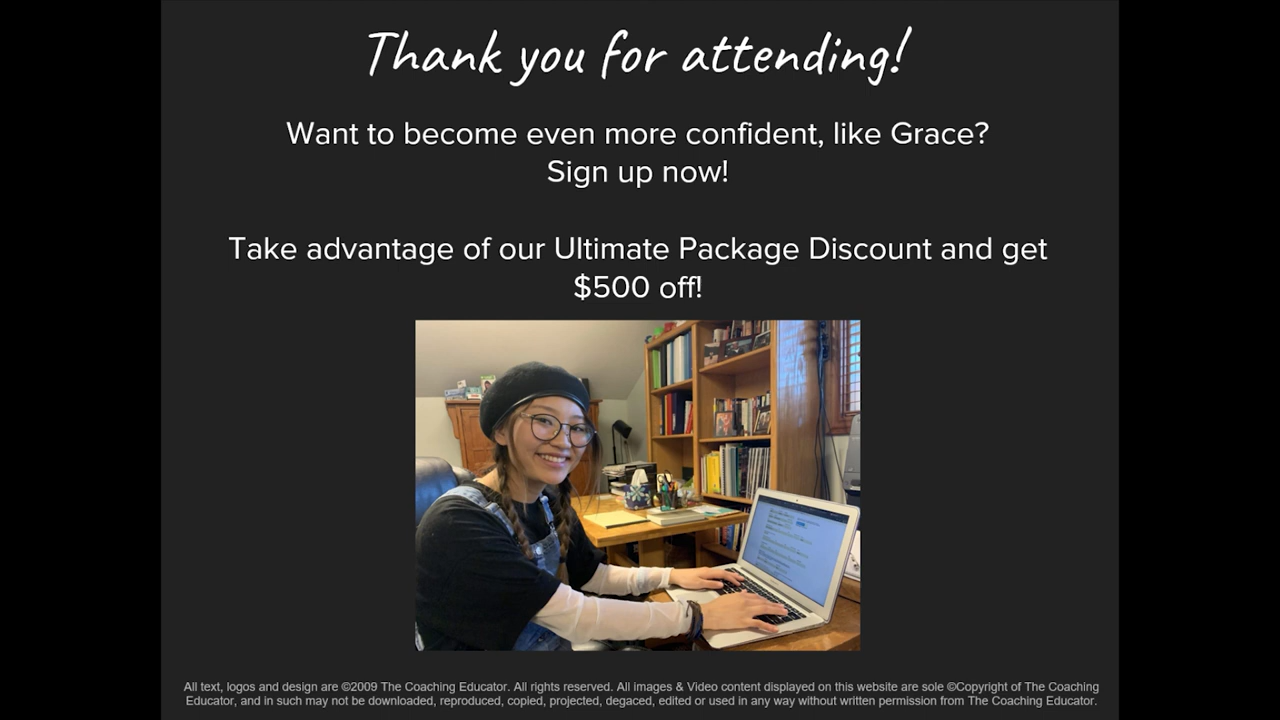 Thank you for attending!
Want to become even more confident, like Grace?
Sign up now!
Take advantage of our Ultimate Package Discount and get
$500 off!
All text, logos and design are ©2009 The Coaching Educator. All rights reserved. All images & Video content displayed on this website are sole ©Copyright of The Coaching
Educator, and in such may not be downloaded, reproduced, copied, projected, degaced, edited or used in any way without written permission from The Coaching Educator.